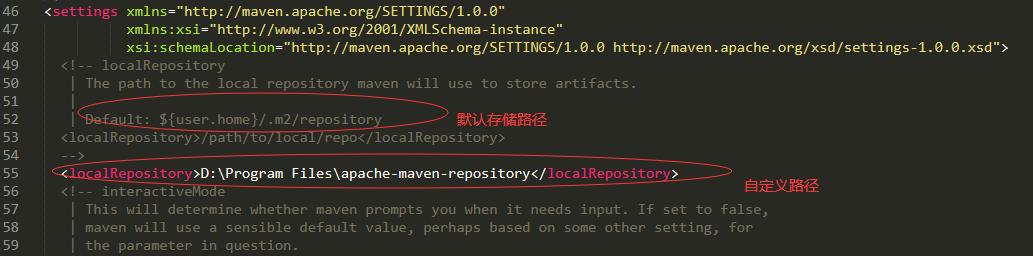 46 <settings xmlns="http://maven.apache.org/SETTINGS/1.0.0"
47 xmlns:xsi="http://www.w3.org/2001/XMLSchema-instance"
48 xsi:schemaLocation="http://maven.apache.org/SETTINGS/1.0.0 http://maven.apache.org/xsd/settings-1.0.0.xsd">
49 <!-- localRepository
50 | The path to the local repository maven will use to store artifacts.
51 |
52 | Default: ${user.home}/.m2/repository 默认存储路径
53 <localRepository>/path/to/local/repo</localRepository>
54 -->
55 <localRepository>D:\Program Files\apache-maven-repository</localRepository> 自定义路径
56 <!-- interactiveMode
57 | This will determine whether maven prompts you when it needs input. If set to false,
58 | maven will use a sensible default value, perhaps based on some other setting, for
59 | the parameter in question.